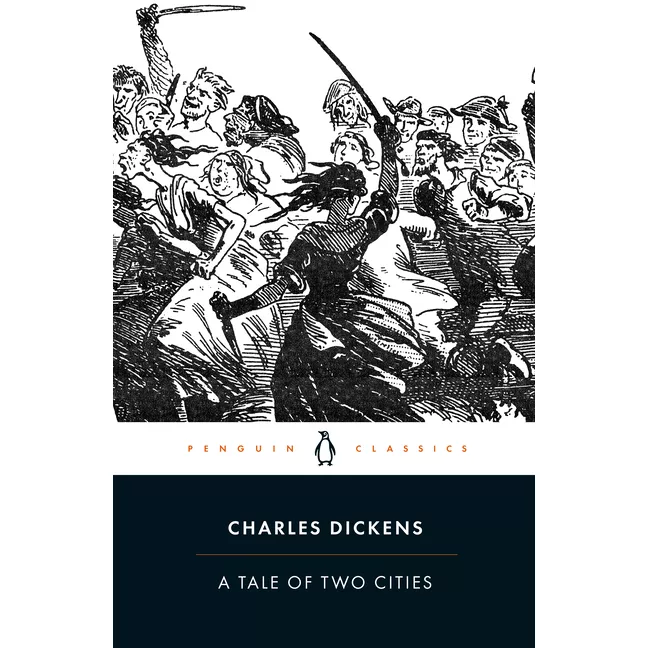 PENGUIN CLASSICS
CHARLES DICKENS
A TALE OF TWO CITIES